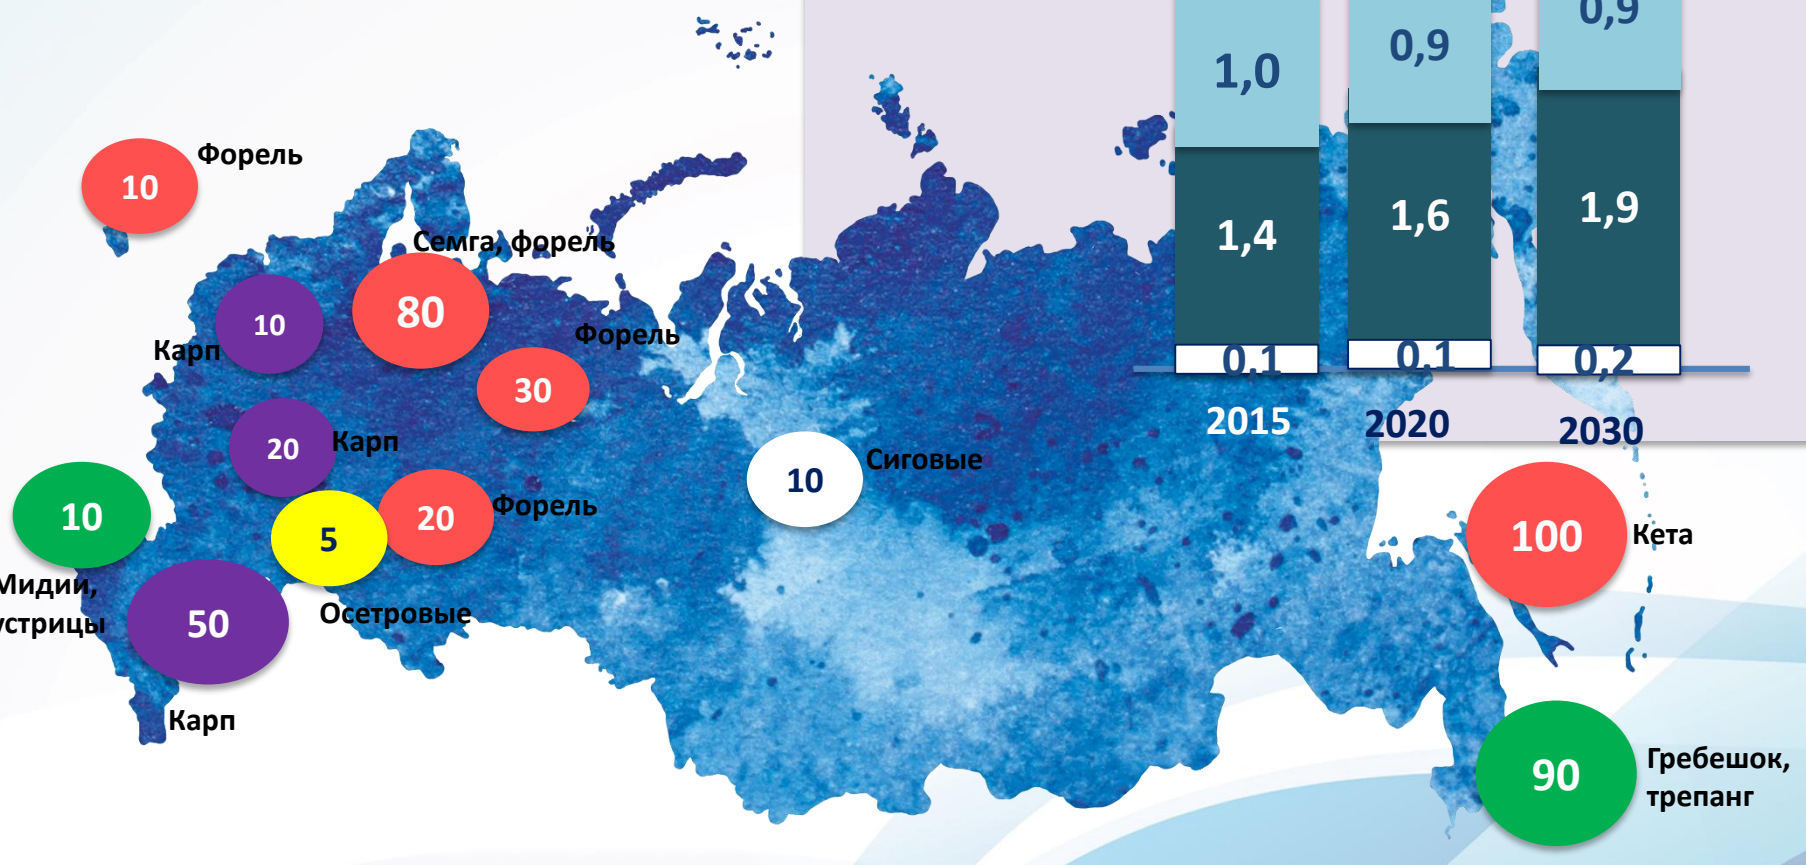 0,9
0,9
1,0
Форель
10
1,4
1,6
1,9
Семга, форель
80
10
Карп
Форель
30
0,1
0,1
0,2
2015
2020
2030
20
Карп
10
Сиговые
10
5
20
Форель
100
Кета
Мидии,
устрицы
50
Осетровые
Карп
90
Гребешок,
трепанг